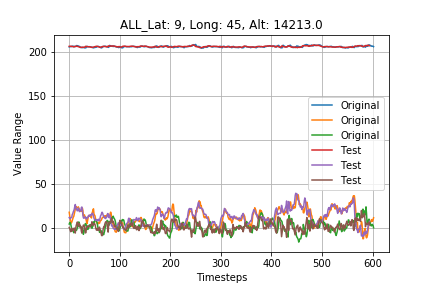 ALL_Lat: 9, Long: 45, Alt: 14213.0
Value Range
200
150
100
50
0
Original
Original
Original
Test
Test
Test
0 100 200 300 400 500 600
Timesteps